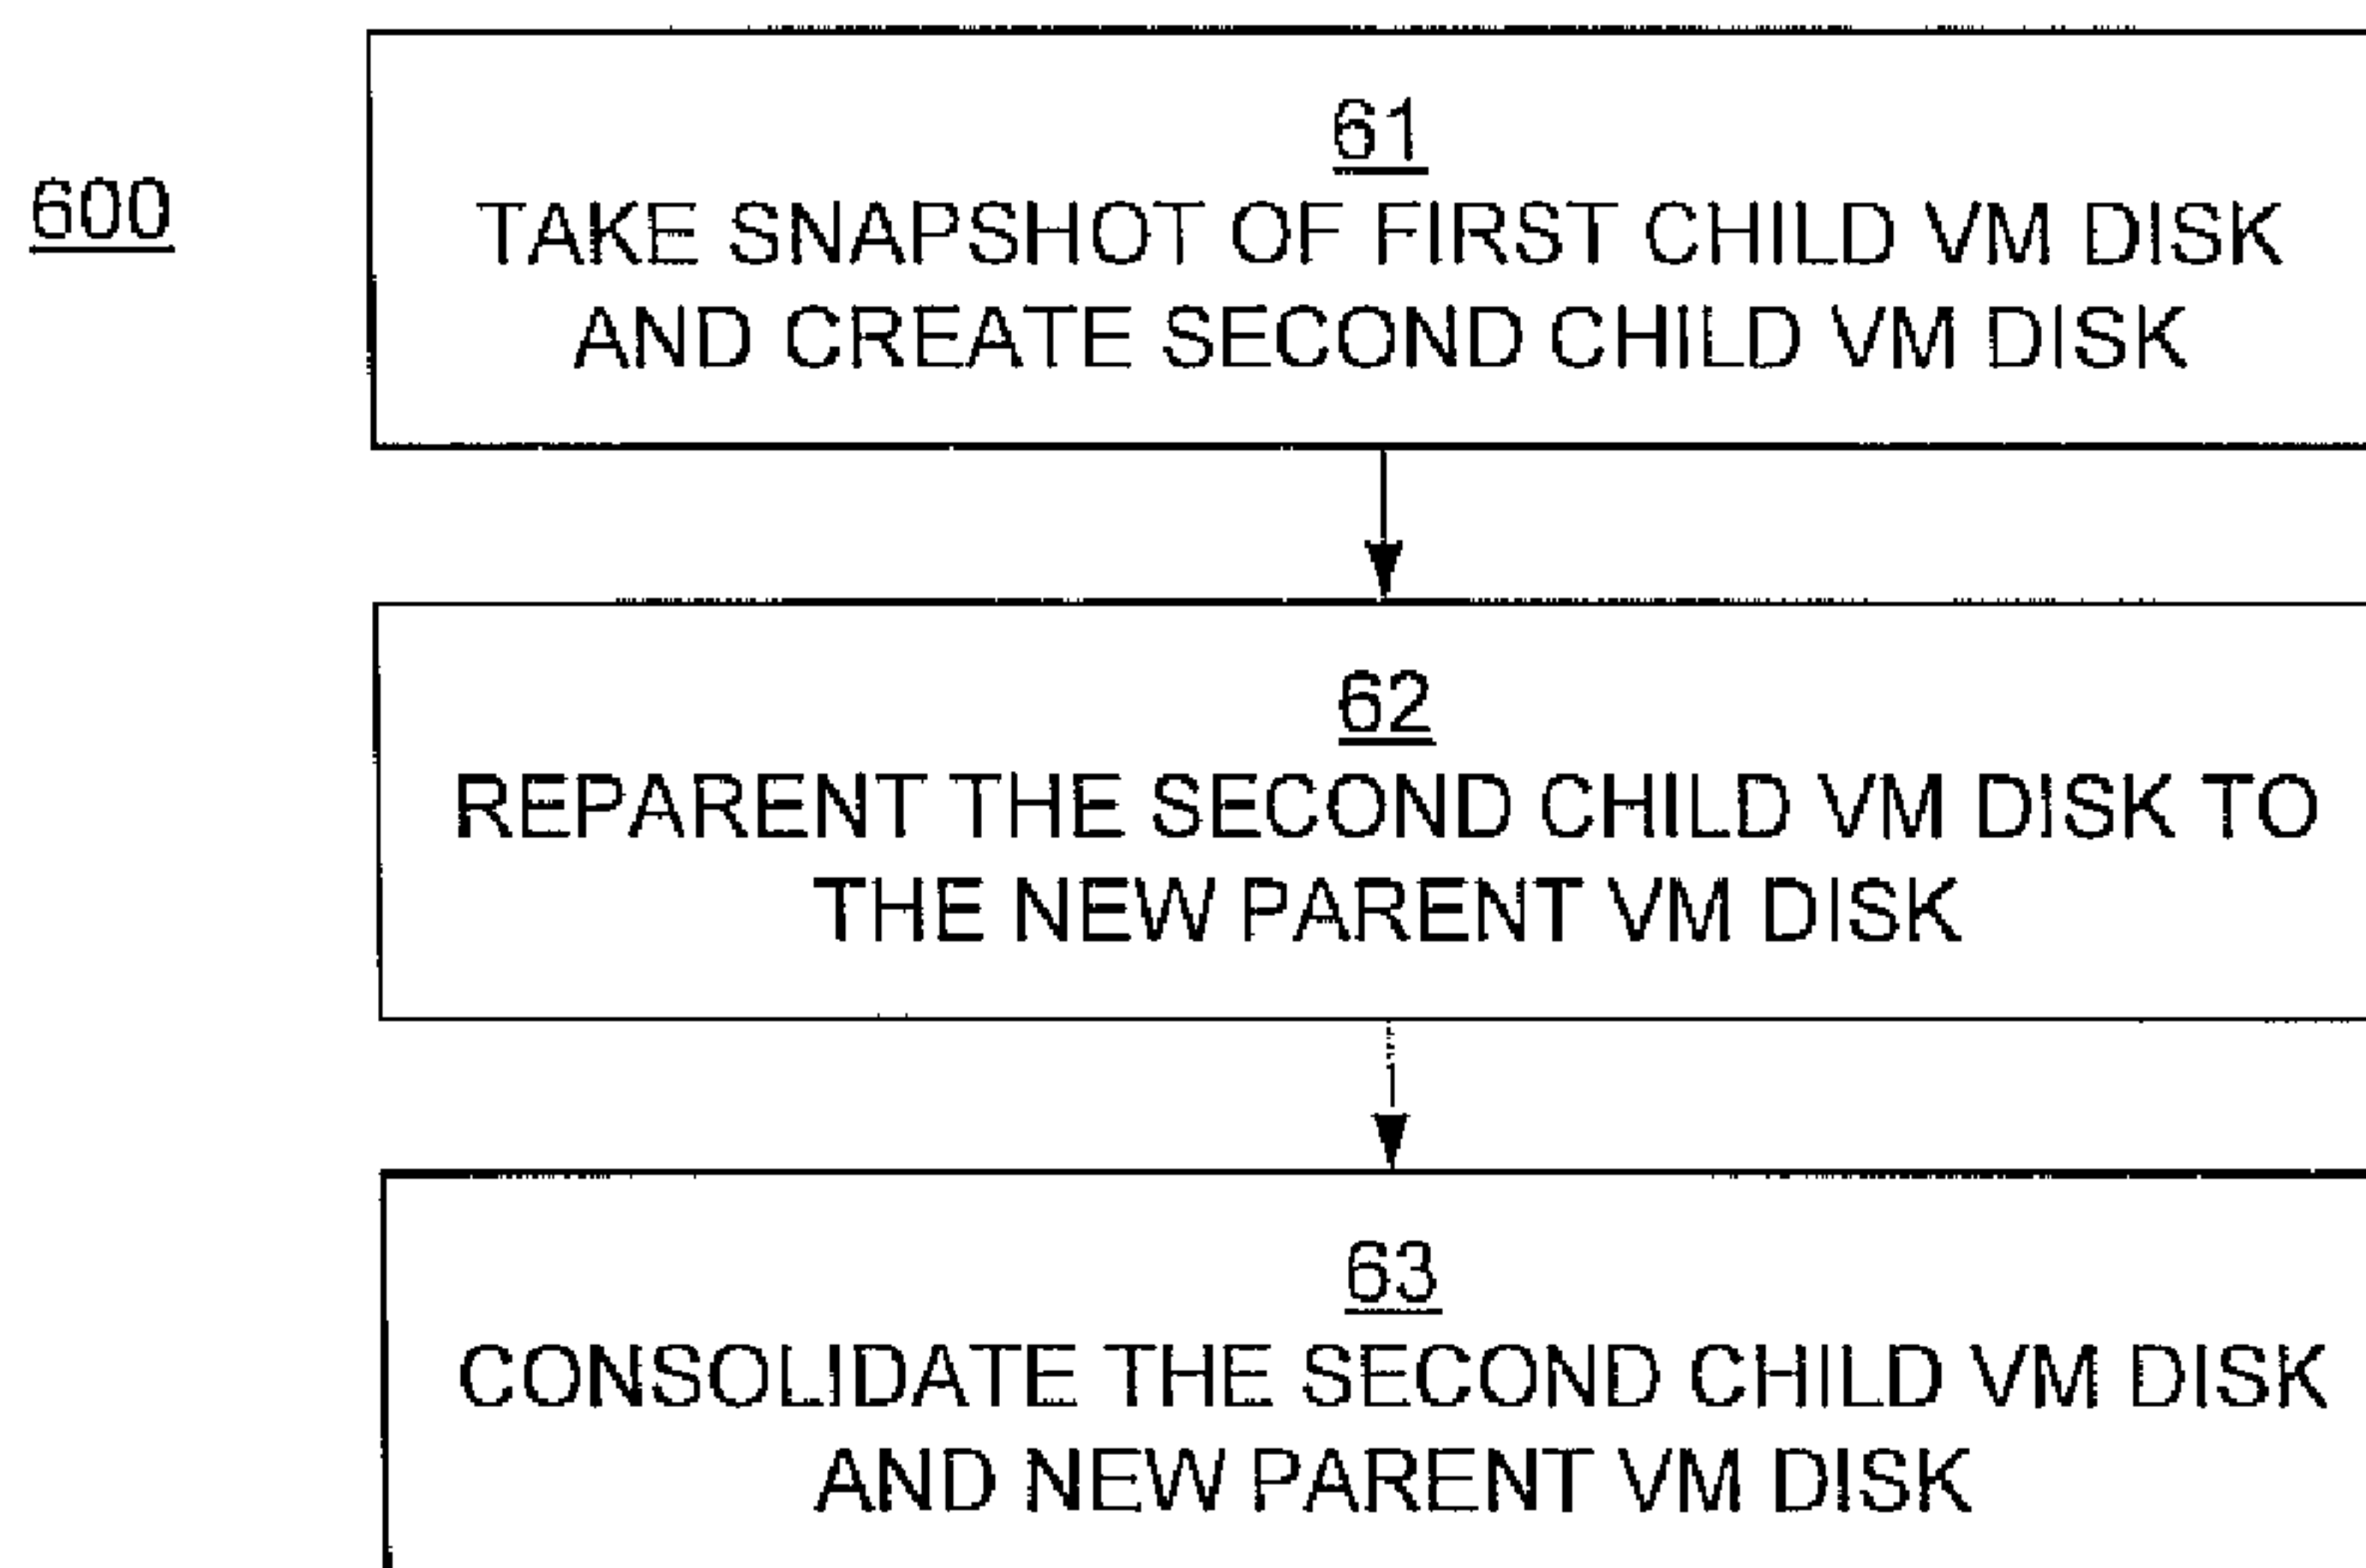 600
61
TAKE SNAPSHOT OF FIRST CHILD VM DISK
AND CREATE SECOND CHILD VM DISK
62
REPARENT THE SECOND CHILD VM DISK TO
THE NEW PARENT VM DISK
63
CONSOLIDATE THE SECOND CHILD VM DISK
AND NEW PARENT VM DISK